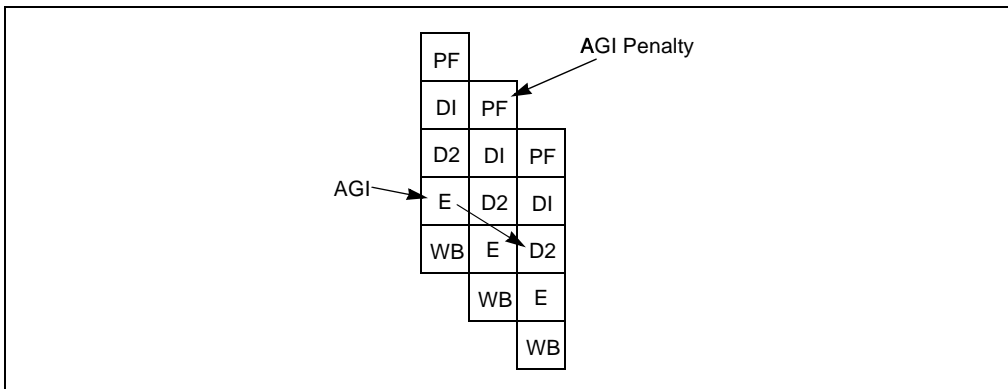 AGI Penalty
PF
DI PF
D2 DI PF
AGI E D2 DI
WB E D2
WB E
WB